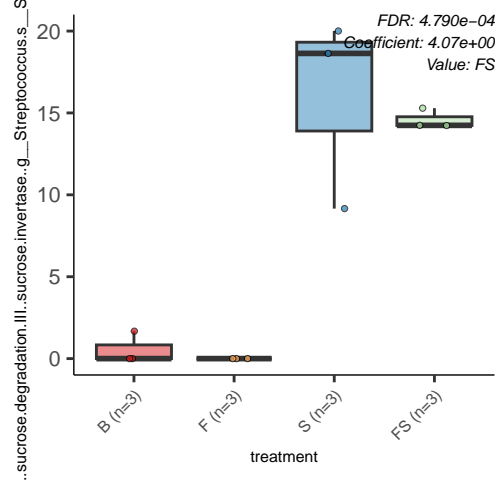 FDR: 4.790e−04
Coefficient: 4.07e+00
Value: FS
..sucrose.degradation.III..sucrose.invertase..g__Streptococcus.s__S
20
15
10
5
0
B (n=3)
F (n=3)
S (n=3)
FS (n=3)
treatment